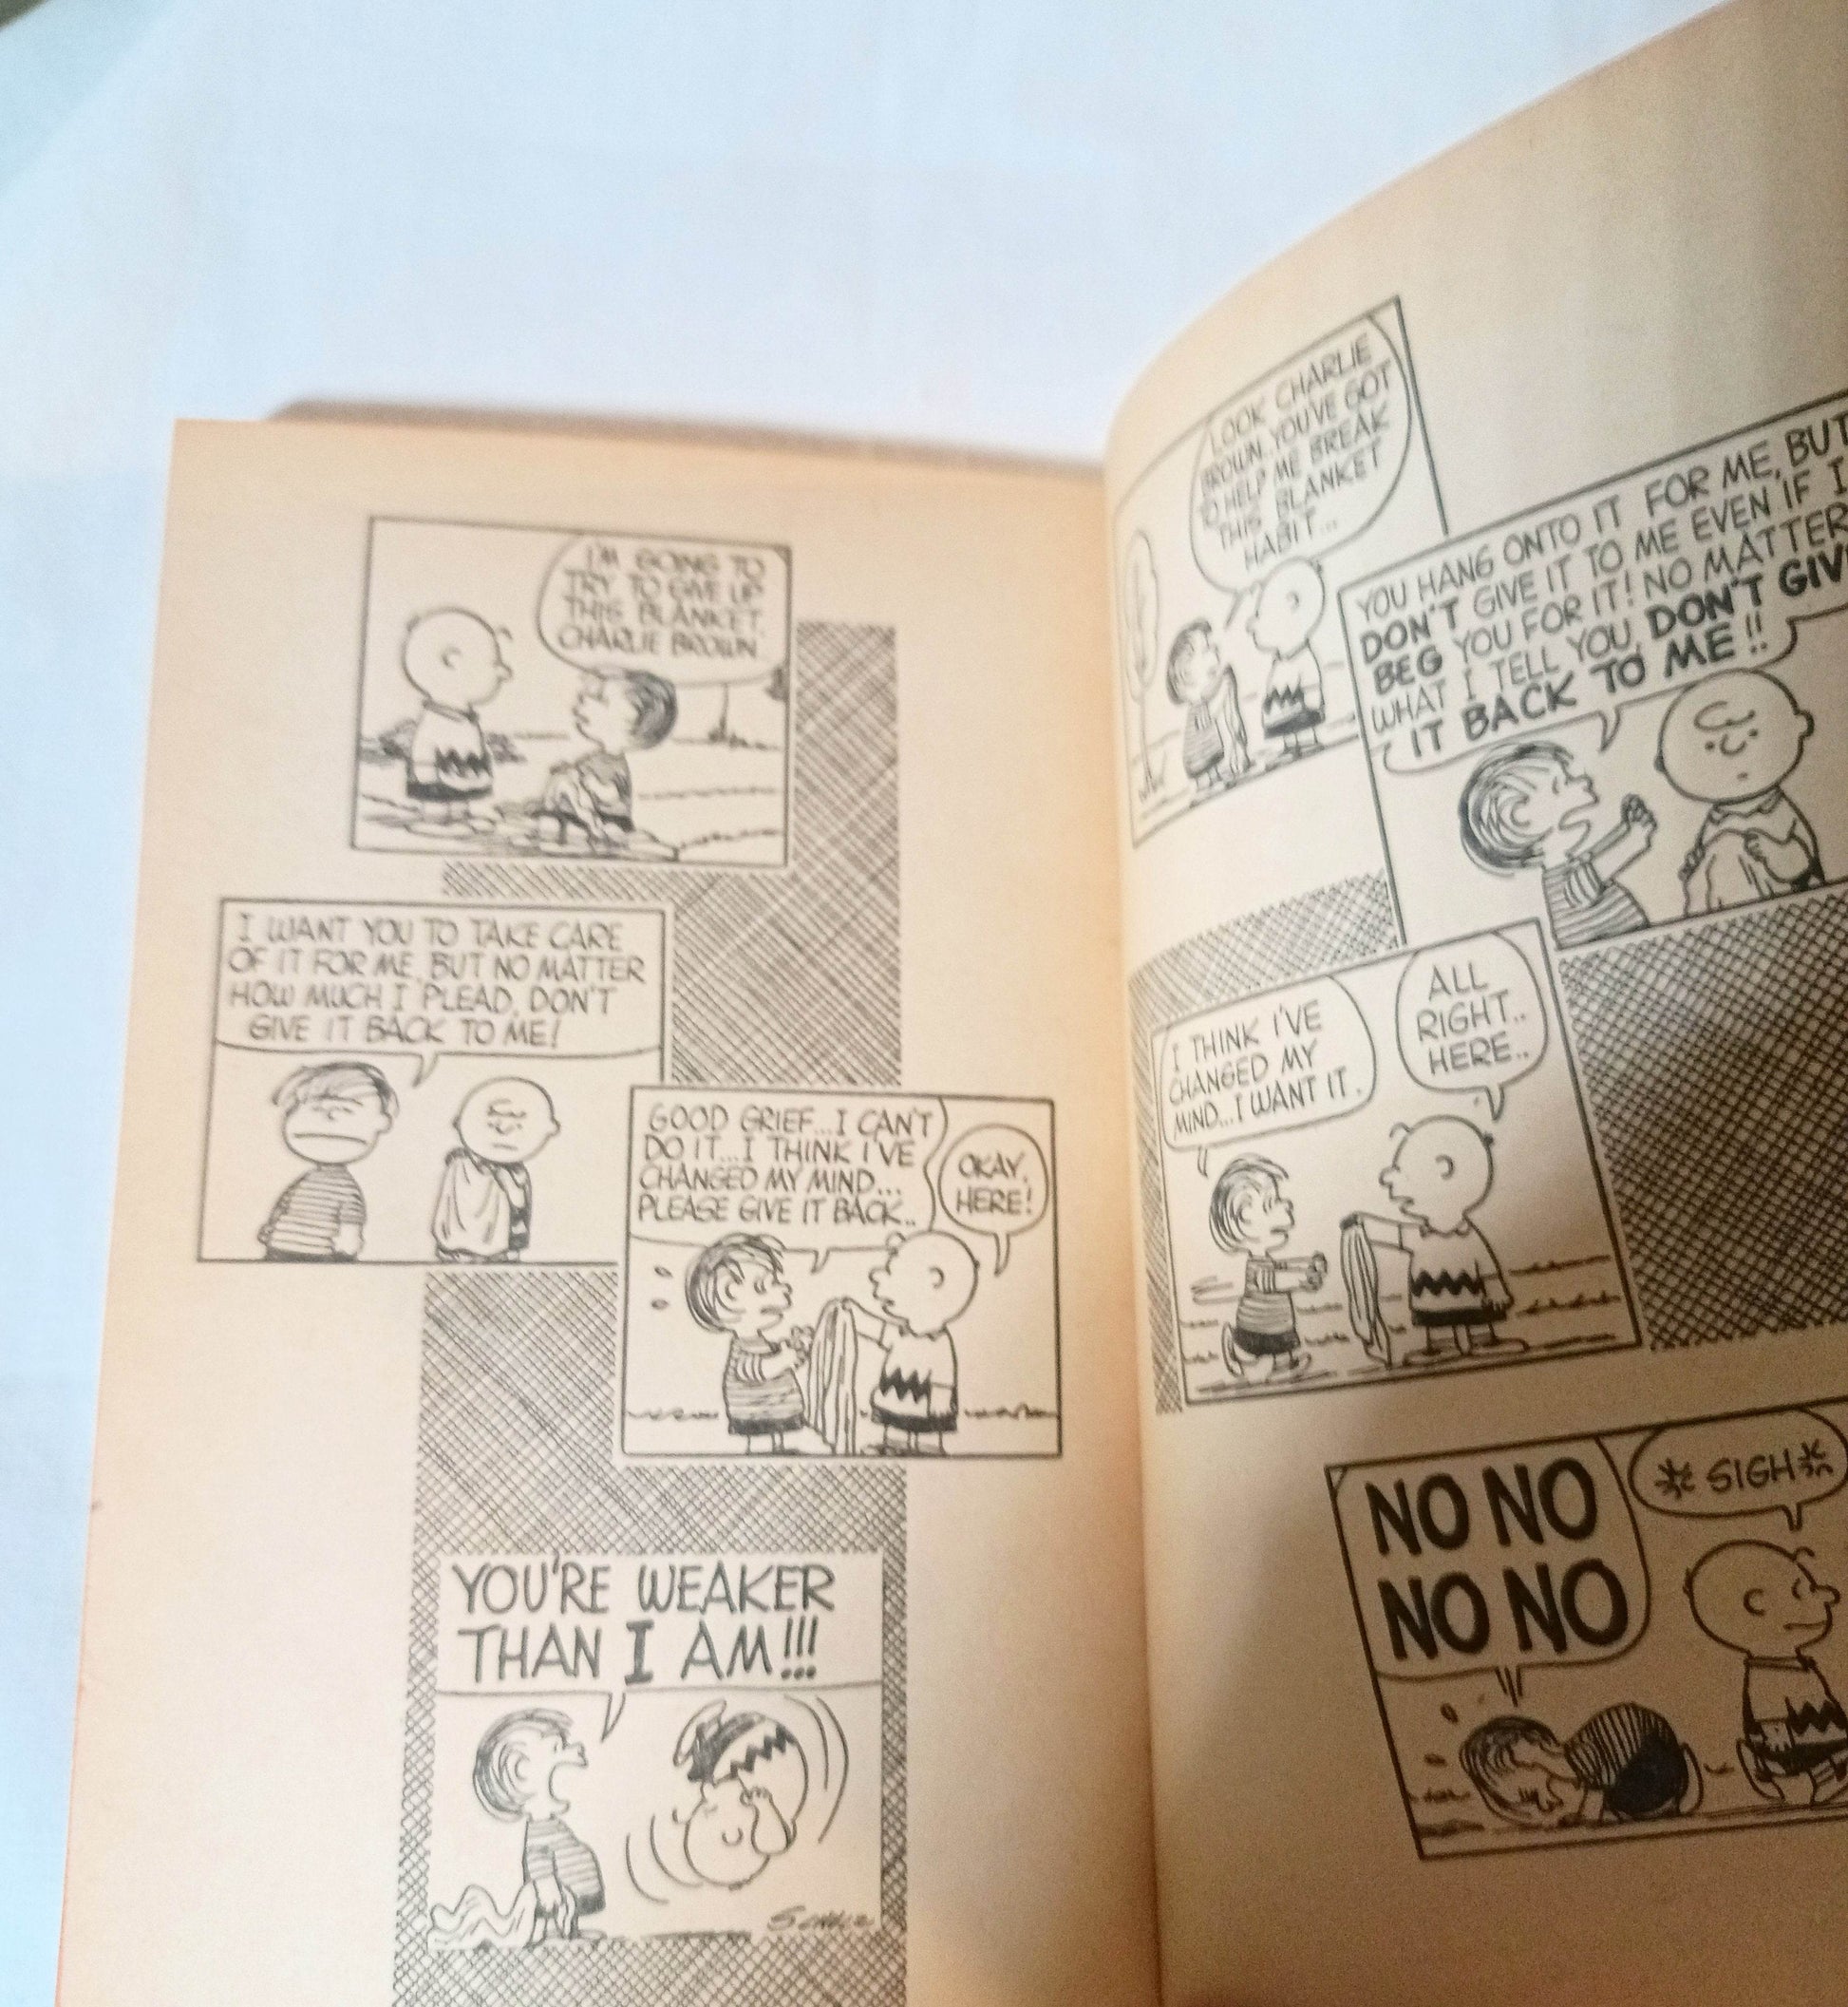 I'M GOING TO
TRY TO GIVE UP
THIS BLANKET,
CHARLIE BROWN.
I WANT YOU TO TAKE CARE
OF IT FOR ME, BUT NO MATTER
HOW MUCH I PLEAD, DON'T
GIVE IT BACK TO ME!
GOOD GRIEF...I CAN'T
DO IT...I THINK I'VE
CHANGED MY MIND...
PLEASE GIVE IT BACK..
OKAY,
HERE!
YOU'RE WEAKER
THAN I AM!!!
SCHULZ
LOOK CHARLIE
BROWN..YOU'VE GOT
TO HELP ME BREAK
THIS BLANKET
HABIT...
YOU HANG ONTO IT FOR ME, BUT
DON'T GIVE IT TO ME EVEN IF I
BEG YOU FOR IT! NO MATTER
WHAT I TELL YOU, DON'T GIV
IT BACK TO ME!!
I THINK I'VE
CHANGED MY
MIND...I WANT IT.
ALL
RIGHT..
HERE..
NO NO
NO NO
*SIGH*